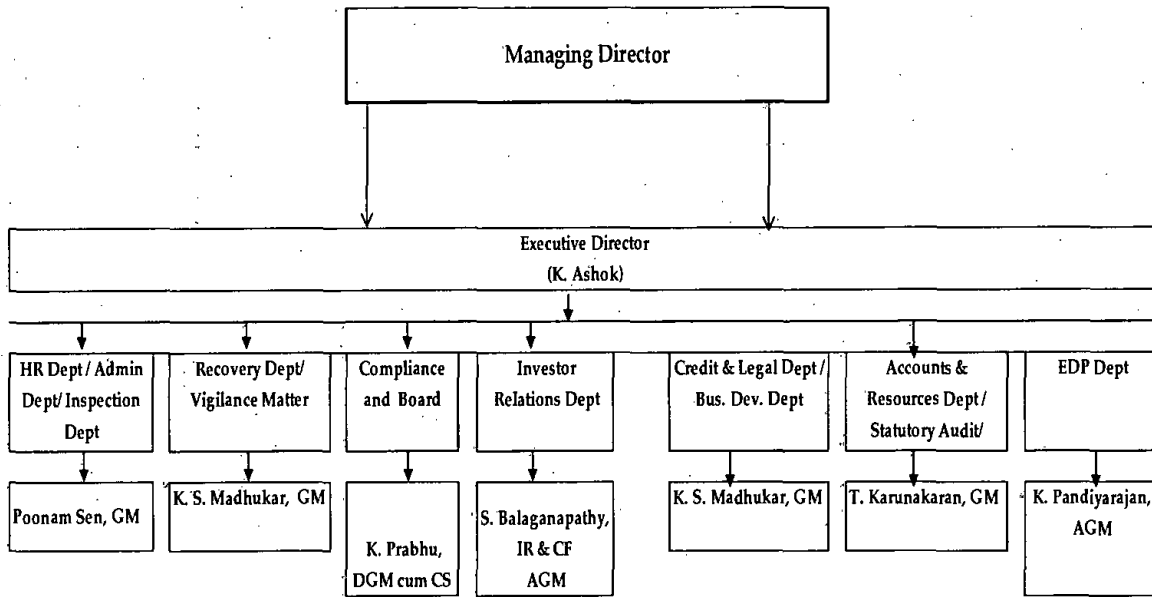 Managing Director
Executive Director
(K. Ashok)
HR Dept / Admin
Dept/ Inspection
Dept
Recovery Dept/
Vigilance Matter
Compliance
and Board
Investor
Relations Dept
Credit & Legal Dept /
Bus. Dev. Dept
Accounts &
Resources Dept /
Statutory Audit/
EDP Dept
Poonam Sen, GM
K. S. Madhukar, GM
K. Prabhu,
DGM cum CS
S. Balaganapathy,
IR & CF
AGM
K. S. Madhukar, GM
T. Karunakaran, GM
K. Pandiyarajan,
AGM